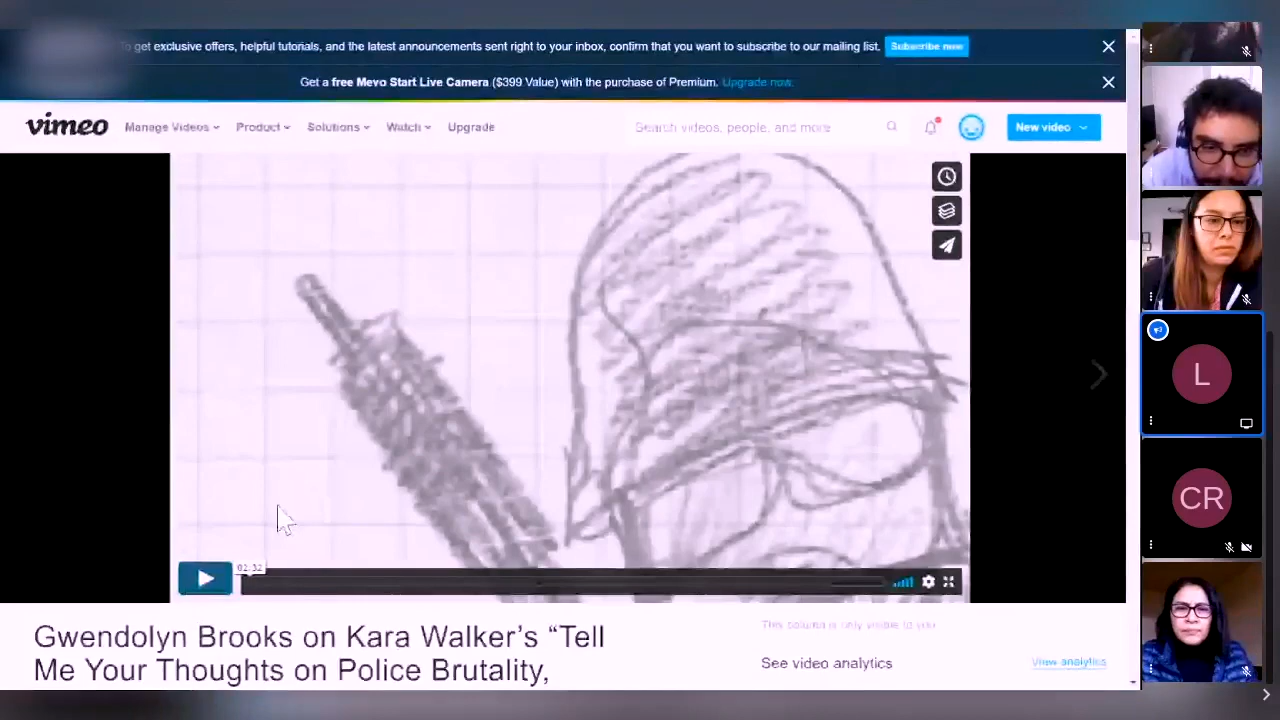 To get exclusive offers, helpful tutorials, and the latest announcements sent right to your inbox, confirm that you want to subscribe to our mailing list. Subscribe now
Get a free Mevo Start Live Camera ($399 Value) with the purchase of Premium. Upgrade now.
vimeo Manage Videos Product Solutions Watch Upgrade Search videos, people, and more New video
L
CR
02:32
Gwendolyn Brooks on Kara Walker's “Tell
Me Your Thoughts on Police Brutality,
This column is only visible to you
See video analytics View analytics